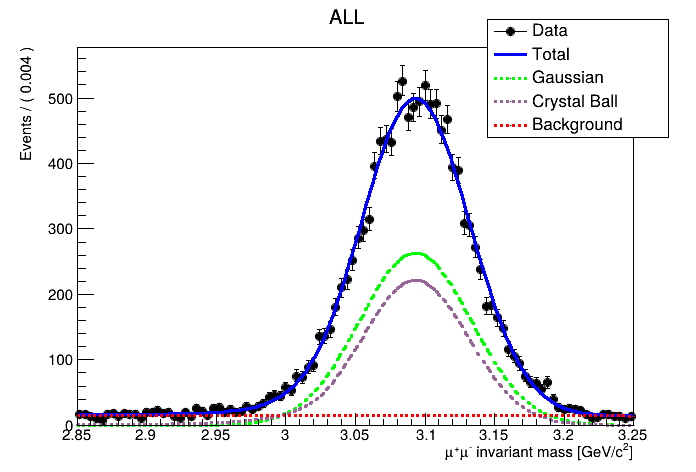 ALL
Data
Total
Gaussian
Crystal Ball
Background
Events / ( 0.004 )
500
400
300
200
100
0
2.85 2.9 2.95 3 3.05 3.1 3.15 3.2 3.25
μ⁺μ⁻ invariant mass [GeV/c²]